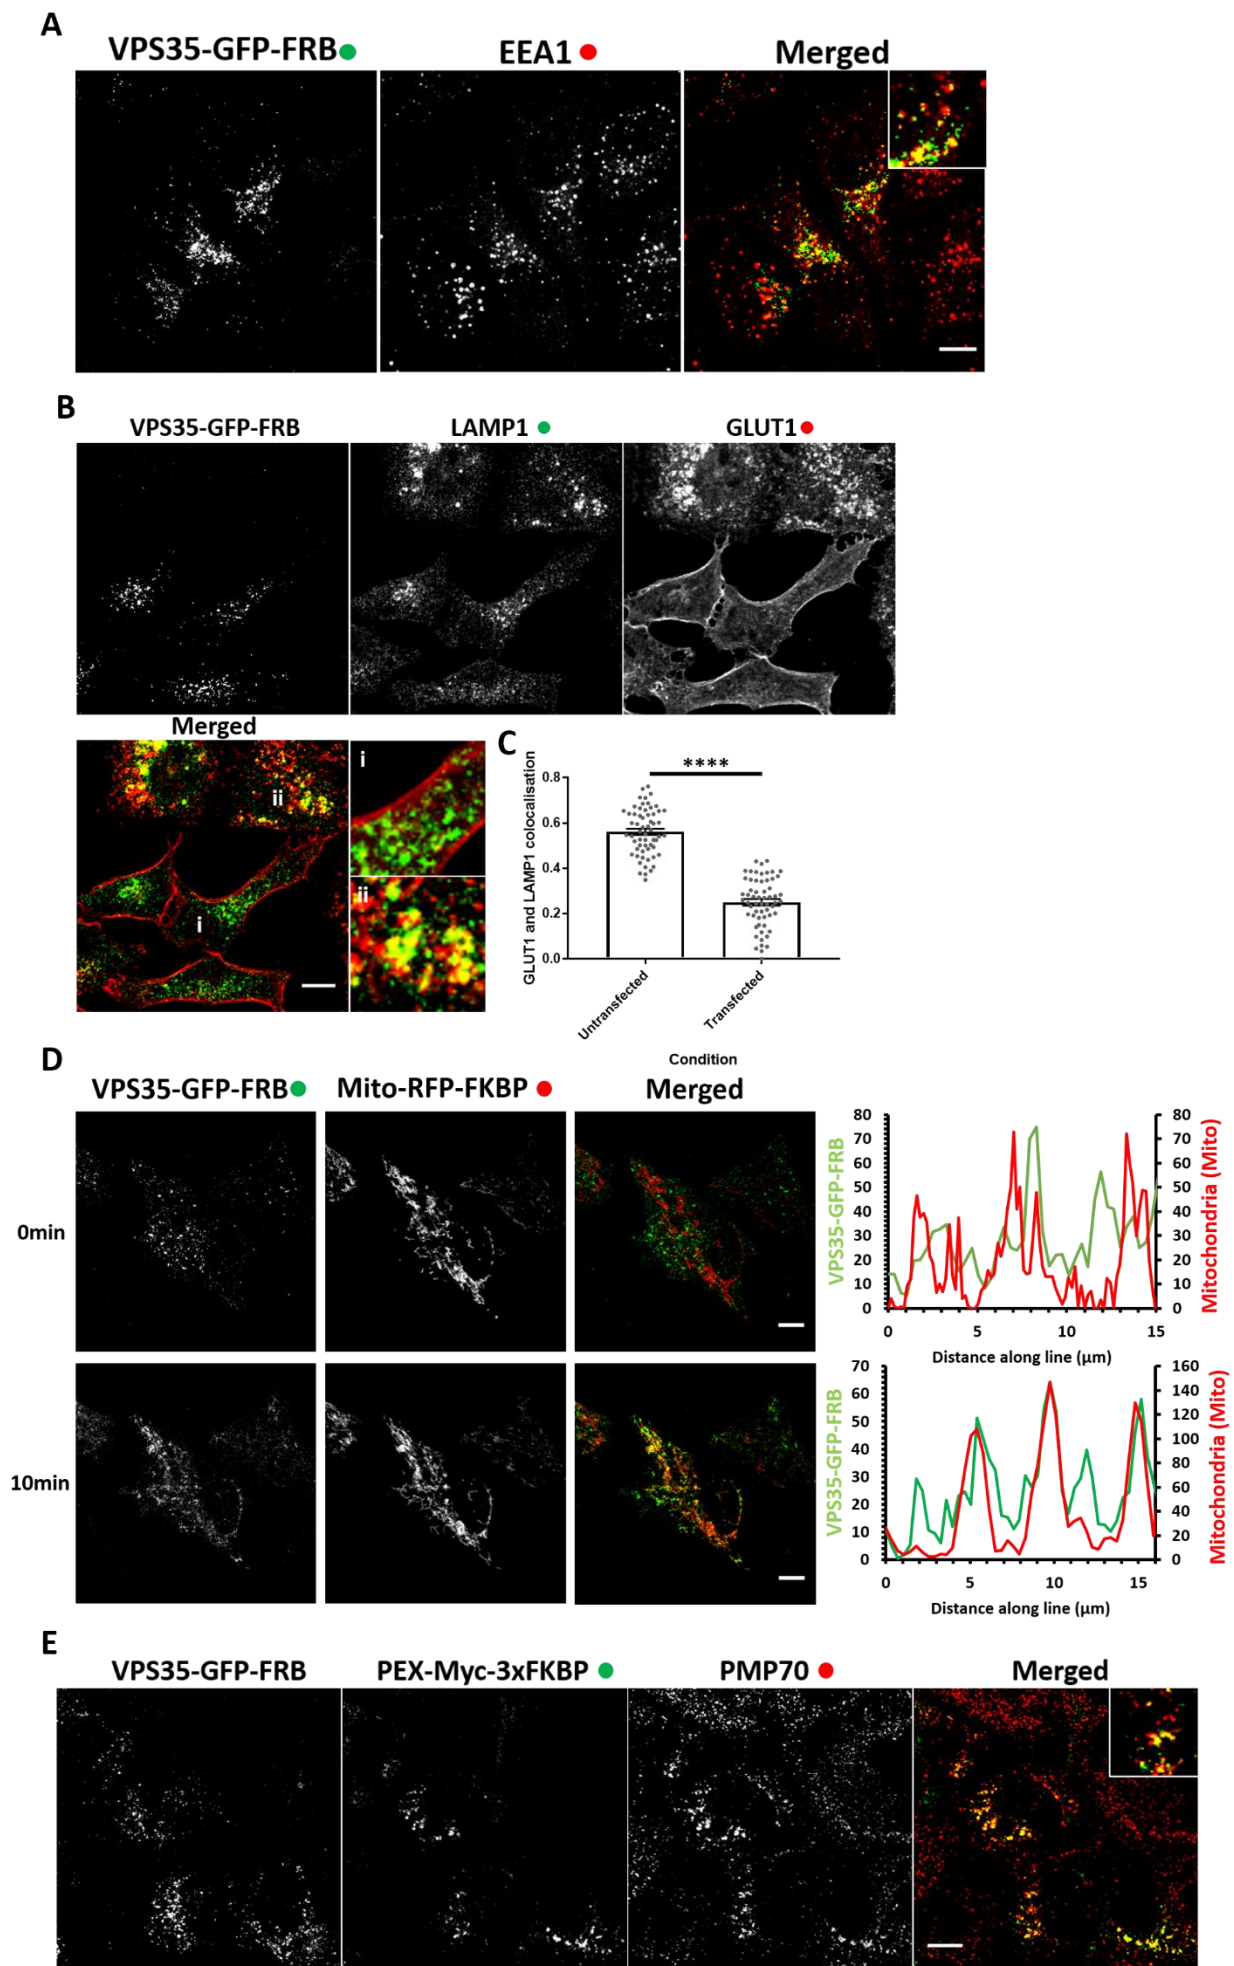 A
VPS35-GFP-FRB
EEA1
Merged
B
VPS35-GFP-FRB
LAMP1
GLUT1
Merged
i
ii
i
ii
C
GLUT1 and LAMP1 colocalisation
0.8
0.6
0.4
0.2
0.0
****
Untransfected
Transfected
Condition
D
VPS35-GFP-FRB
Mito-RFP-FKBP
Merged
0min
10min
VPS35-GFP-FRB
80
70
60
50
40
30
20
10
0
80
70
60
50
40
30
20
10
0
Mitochondria (Mito)
0 5 10 15
Distance along line (µm)
VPS35-GFP-FRB
70
60
50
40
30
20
10
0
160
140
120
100
80
60
40
20
0
Mitochondria (Mito)
0 5 10 15
Distance along line (µm)
E
VPS35-GFP-FRB
PEX-Myc-3xFKBP
PMP70
Merged